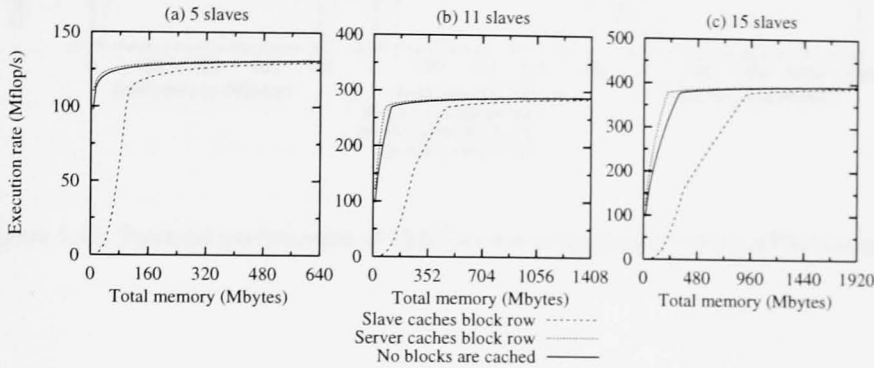 (a) 5 slaves
(b) 11 slaves
(c) 15 slaves
Execution rate (Mflop/s)
150
125
100
75
50
25
0
0 160 320 480 640
Total memory (Mbytes)
400
300
200
100
0
0 352 704 1056 1408
Total memory (Mbytes)
500
400
300
200
100
0
0 480 960 1440 1920
Total memory (Mbytes)
Slave caches block row
Server caches block row
No blocks are cached